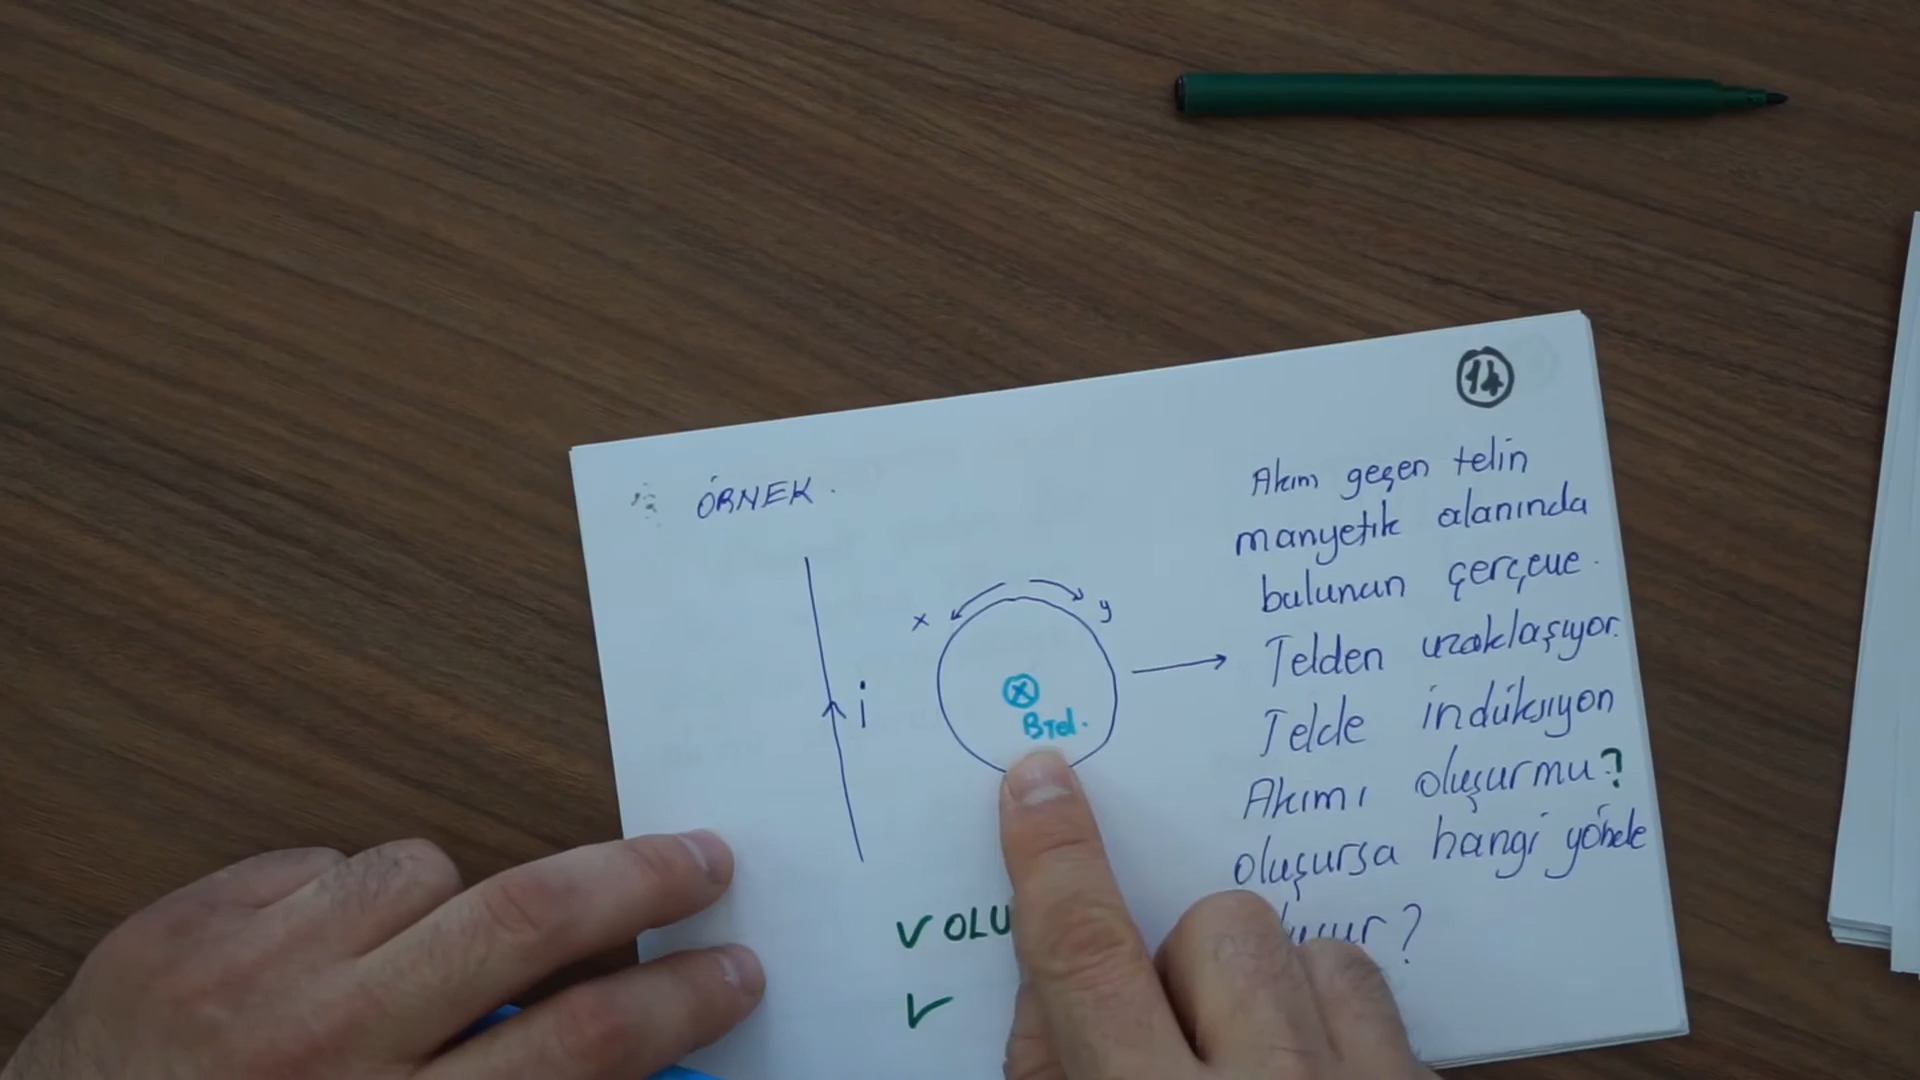 14
ÖRNEK.
Akım geçen telin
manyetik alanında
bulunan çerçeve.
Telden uzaklaşıyor.
Telde indüksiyon
Akımı oluşurmu?
oluşursa hangi yönde
x
y
i
B tel.
✓ OLU
✓